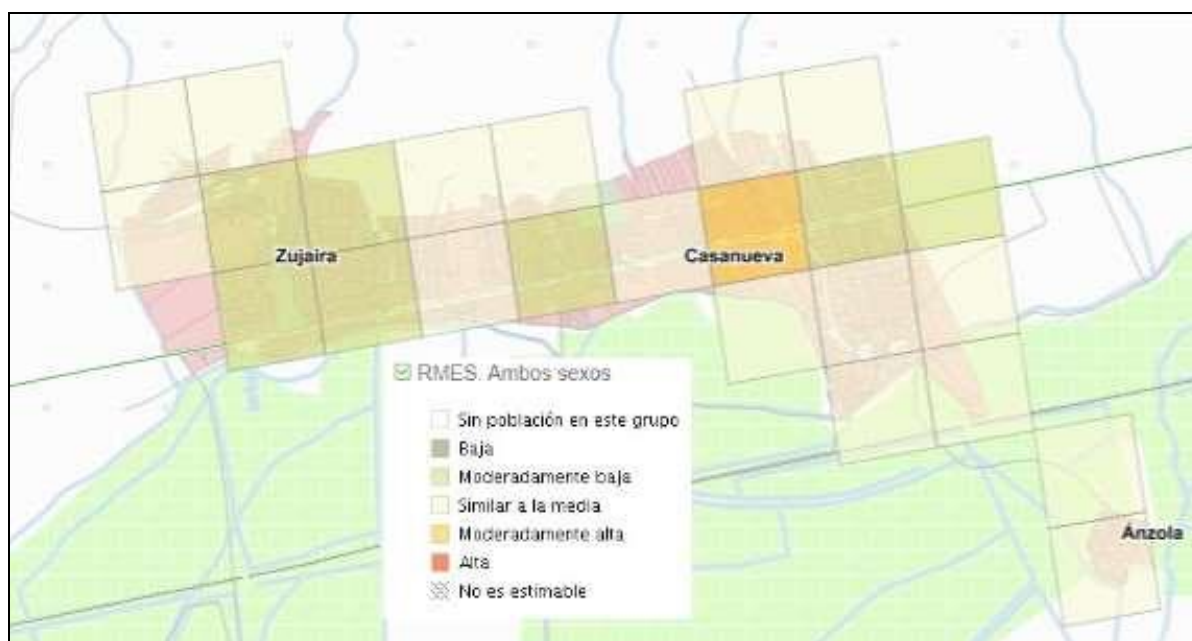 Zujaira
Casanueva
RMES. Ambos sexos
Sin población en este grupo
Baja
Moderadamente baja
Similar a la media
Moderadamente alta
Alta
No es estimable
Ánzola